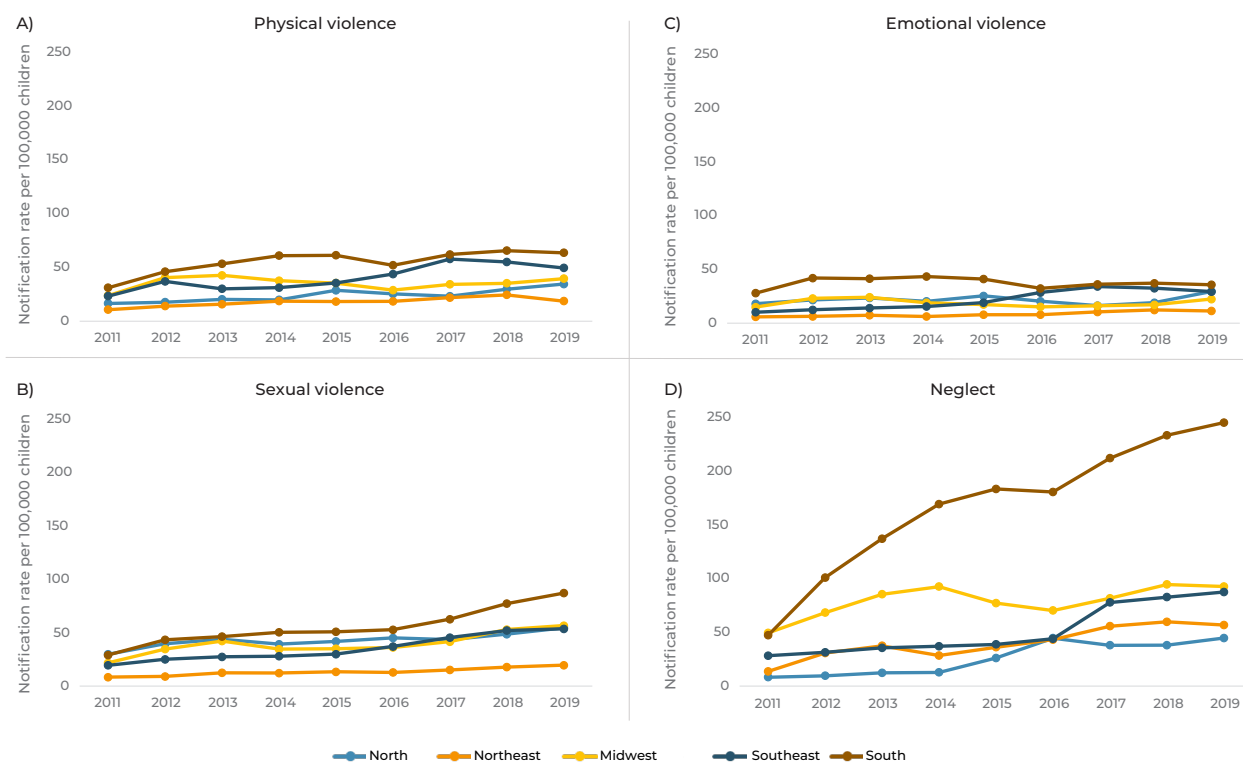 A)
Physical violence
Notification rate per 100,000 children
250
200
150
100
50
0
2011 2012 2013 2014 2015 2016 2017 2018 2019
C)
Emotional violence
Notification rate per 100,000 children
250
200
150
100
50
0
2011 2012 2013 2014 2015 2016 2017 2018 2019
B)
Sexual violence
Notification rate per 100,000 children
250
200
150
100
50
0
2011 2012 2013 2014 2015 2016 2017 2018 2019
D)
Neglect
Notification rate per 100,000 children
250
200
150
100
50
0
2011 2012 2013 2014 2015 2016 2017 2018 2019
North Northeast Midwest Southeast South